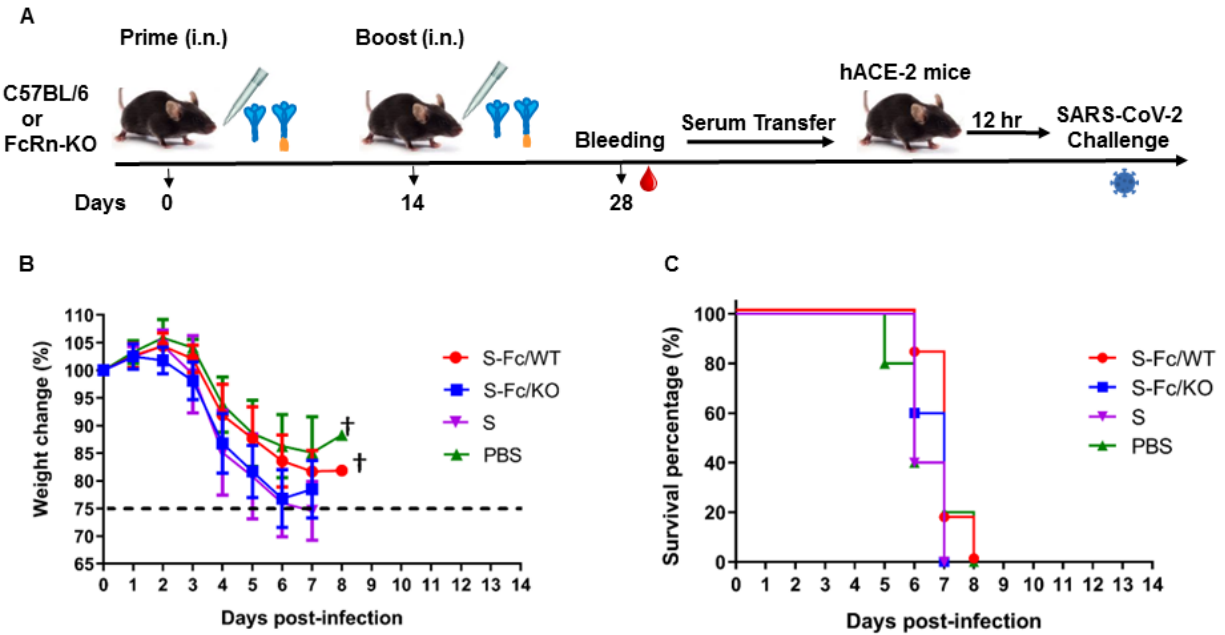 A
Prime (i.n.)
Boost (i.n.)
C57BL/6
or
FcRn-KO
hACE-2 mice
Bleeding
Serum Transfer
12 hr
SARS-CoV-2
Challenge
Days 0 14 28
B
Weight change (%)
110
105
100
95
90
85
80
75
70
65
†
†
S-Fc/WT
S-Fc/KO
S
PBS
0 1 2 3 4 5 6 7 8 9 10 11 12 13 14
Days post-infection
C
Survival percentage (%)
100
80
60
40
20
0
S-Fc/WT
S-Fc/KO
S
PBS
0 1 2 3 4 5 6 7 8 9 10 11 12 13 14
Days post-infection